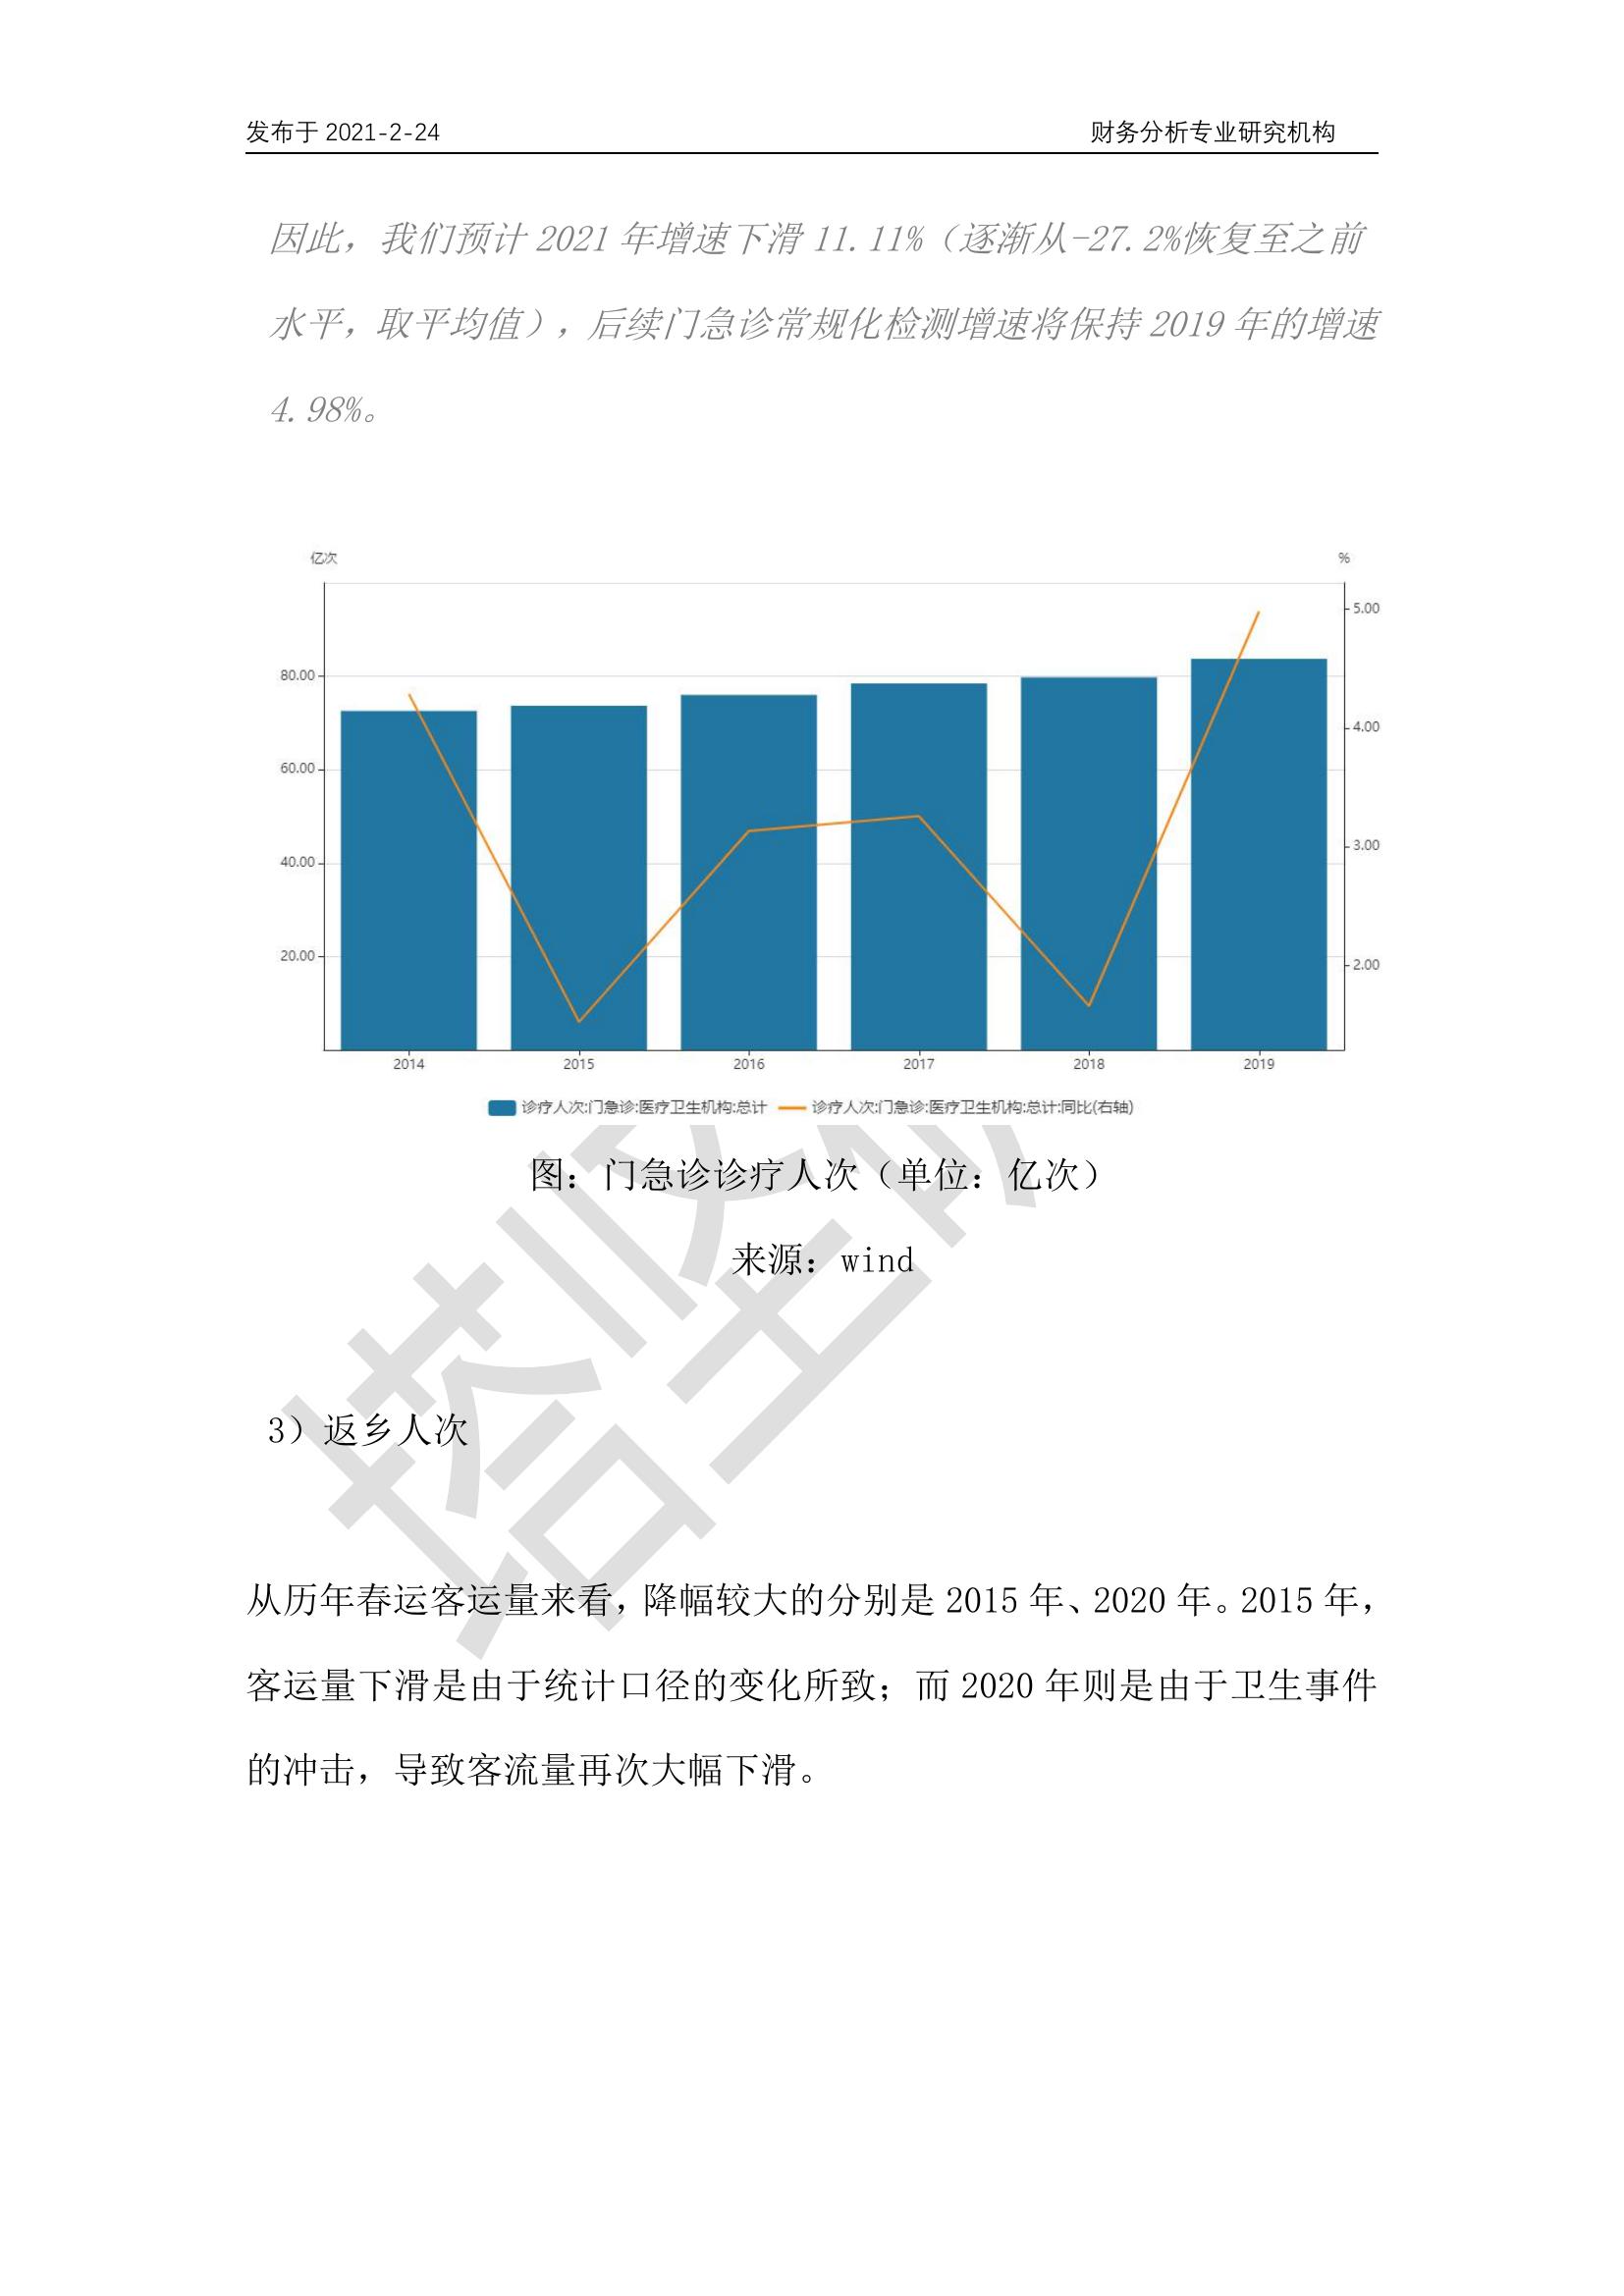 发布于 2021-2-24 财务分析专业研究机构
因此，我们预计 2021 年增速下滑 11.11%（逐渐从-27.2%恢复至之前
水平，取平均值），后续门急诊常规化检测增速将保持 2019 年的增速
4.98%。
亿次 %
5.00
80.00
4.00
60.00
3.00
40.00
20.00
2.00
2014 2015 2016 2017 2018 2019
诊疗人次:门急诊:医疗卫生机构:总计 诊疗人次:门急诊:医疗卫生机构:总计:同比(右轴)
图：门急诊诊疗人次（单位：亿次）
来源：wind
3）返乡人次
从历年春运客运量来看，降幅较大的分别是 2015 年、2020 年。2015 年，
客运量下滑是由于统计口径的变化所致；而 2020 年则是由于卫生事件
的冲击，导致客流量再次大幅下滑。
塔坚